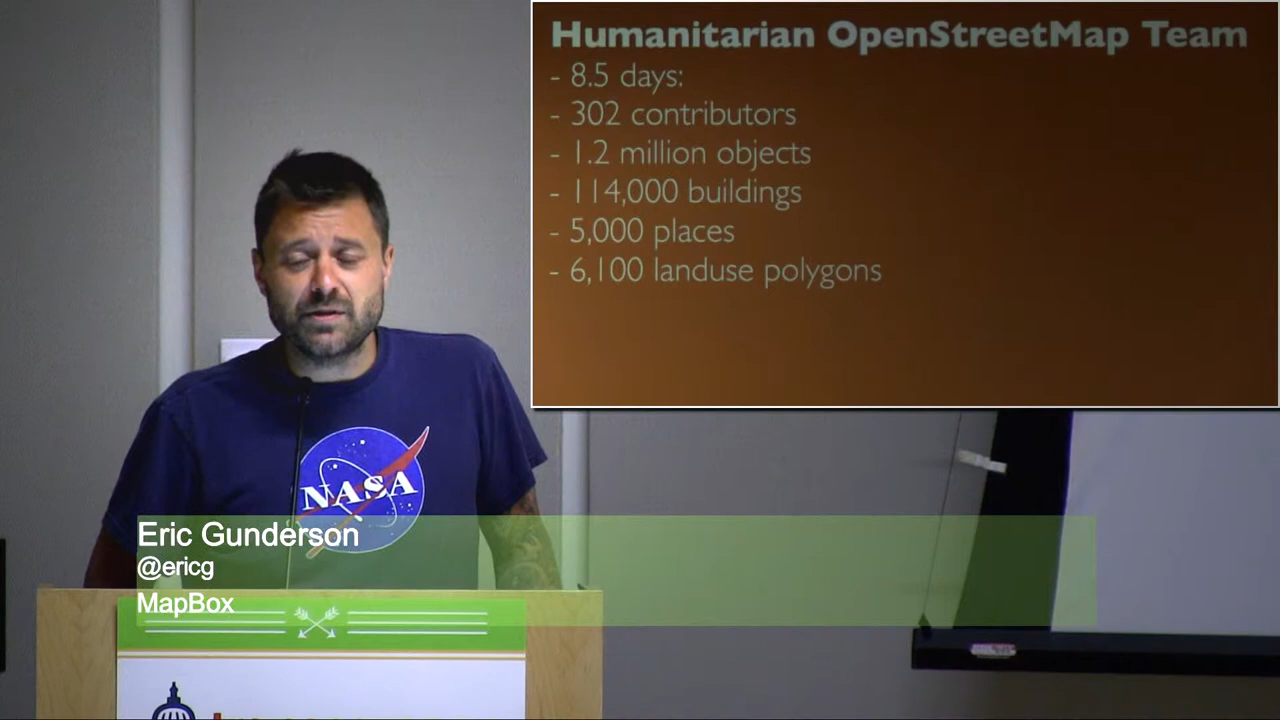 Humanitarian OpenStreetMap Team
- 8.5 days:
- 302 contributors
- 1.2 million objects
- 114,000 buildings
- 5,000 places
- 6,100 landuse polygons
NASA
Eric Gunderson
@ericg
MapBox